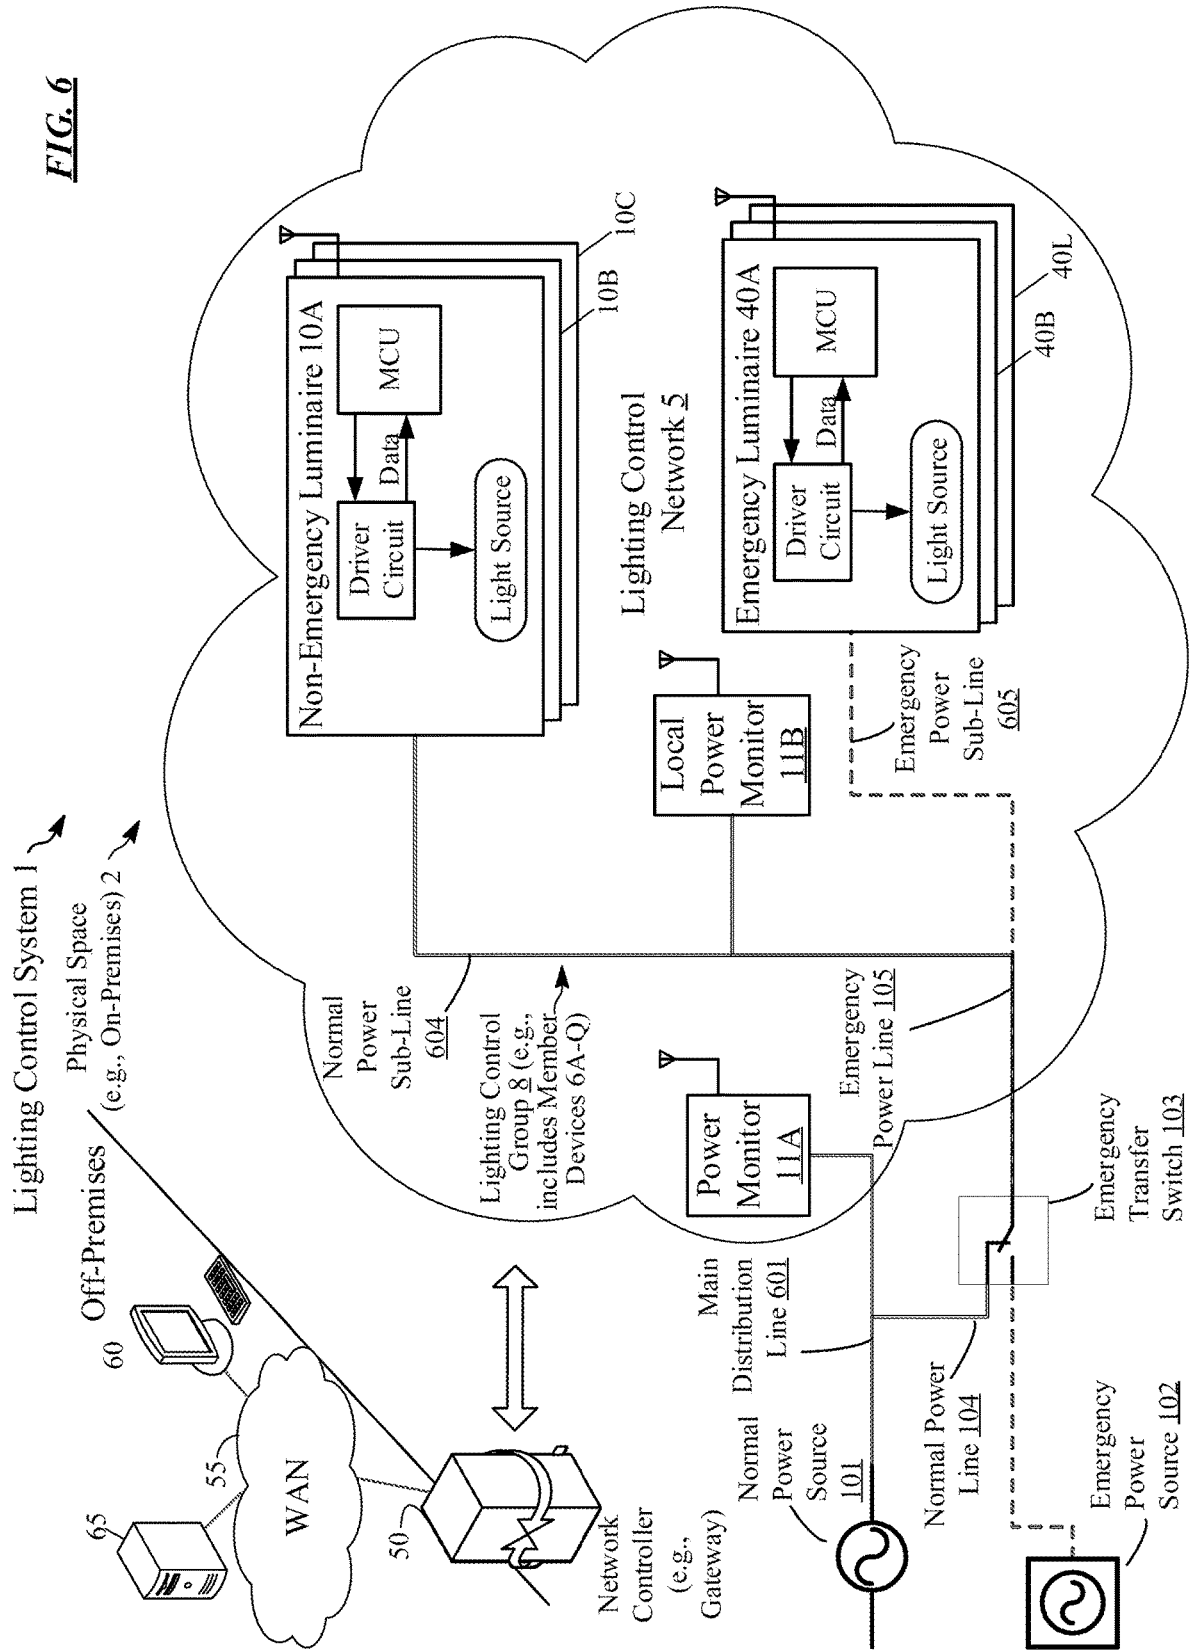 FIG. 6
Lighting Control System 1
Physical Space
(e.g., On-Premises) 2
Off-Premises
65
60
55
WAN
50
Network
Controller
(e.g.,
Gateway)
Non-Emergency Luminaire 10A
MCU
Data
Driver
Circuit
Light Source
10B
10C
Normal
Power
Sub-Line
604
Lighting Control
Group 8 (e.g.,
includes Member
Devices 6A-Q)
Lighting Control
Network 5
Local
Power
Monitor
11B
Power
Monitor
11A
Emergency Luminaire 40A
MCU
Data
Driver
Circuit
Light Source
40B
40L
Emergency
Power
Sub-Line
605
Emergency
Power Line 105
Main
Distribution
Line 601
Normal
Power
Source
101
Normal Power
Line 104
Emergency
Transfer
Switch 103
Emergency
Power
Source 102